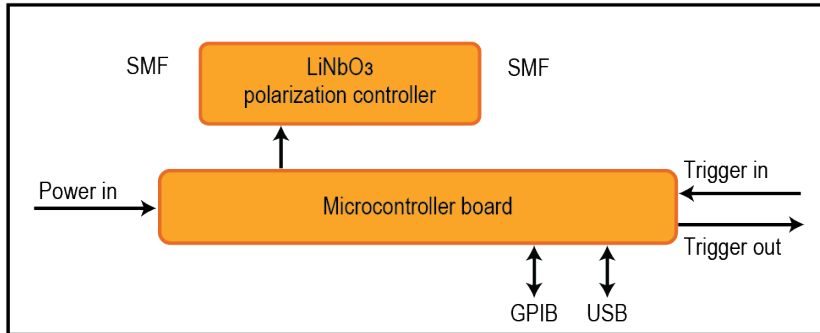 SMF
LiNbO₃
polarization controller
SMF
Power in
Microcontroller board
Trigger in
Trigger out
GPIB
USB